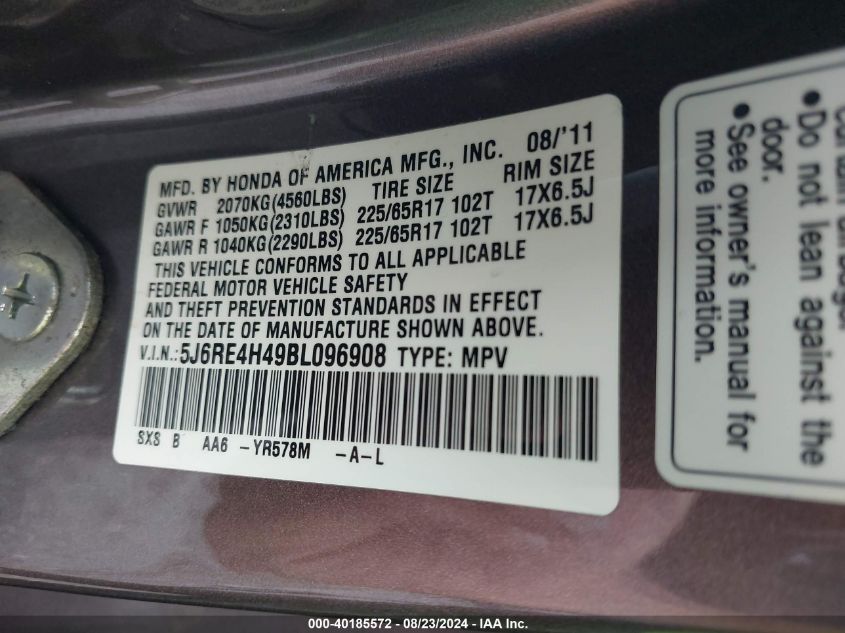 MFD. BY HONDA OF AMERICA MFG., INC. 08/'11
GVWR 2070KG(4560LBS) TIRE SIZE RIM SIZE
GAWR F 1050KG(2310LBS) 225/65R17 102T 17X6.5J
GAWR R 1040KG(2290LBS) 225/65R17 102T 17X6.5J
THIS VEHICLE CONFORMS TO ALL APPLICABLE
FEDERAL MOTOR VEHICLE SAFETY
AND THEFT PREVENTION STANDARDS IN EFFECT
ON THE DATE OF MANUFACTURE SHOWN ABOVE.
V.I.N.:5J6RE4H49BL096908 TYPE: MPV
SXS B AA6 -YR578M -A-L
•Do not lean against the
door.
•See owner's manual for
more information.
000-40185572 - 08/23/2024 - IAA Inc.